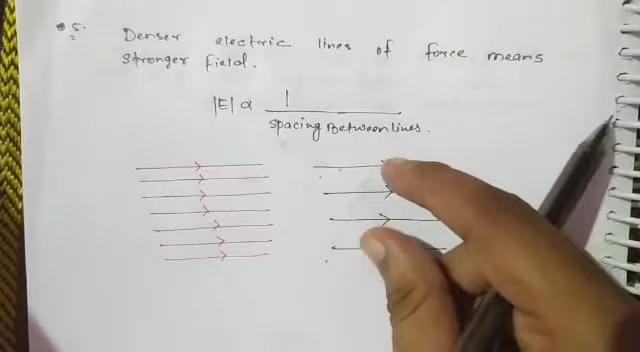 5.
Denser electric lines of force means
stronger field.
|E| ∝ 1
spacing Between lines.